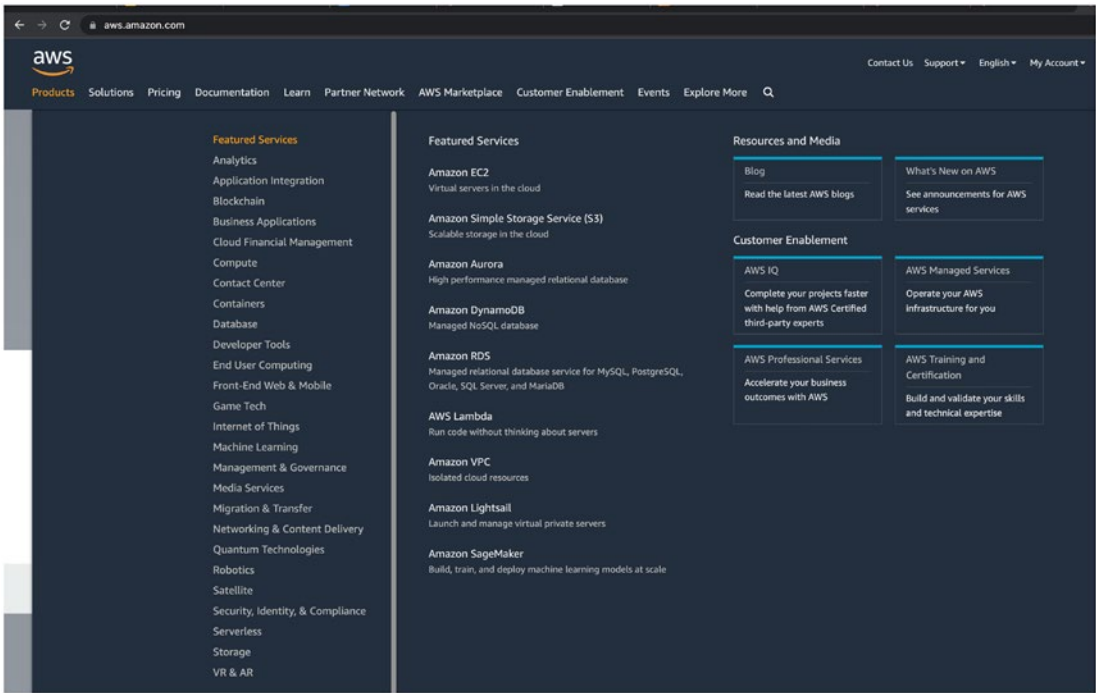 aws.amazon.com
aws
Contact Us Support English My Account
Products Solutions Pricing Documentation Learn Partner Network AWS Marketplace Customer Enablement Events Explore More
Featured Services
Analytics
Application Integration
Blockchain
Business Applications
Cloud Financial Management
Compute
Contact Center
Containers
Database
Developer Tools
End User Computing
Front-End Web & Mobile
Game Tech
Internet of Things
Machine Learning
Management & Governance
Media Services
Migration & Transfer
Networking & Content Delivery
Quantum Technologies
Robotics
Satellite
Security, Identity, & Compliance
Serverless
Storage
VR & AR
Featured Services
Amazon EC2
Virtual servers in the cloud
Amazon Simple Storage Service (S3)
Scalable storage in the cloud
Amazon Aurora
High performance managed relational database
Amazon DynamoDB
Managed NoSQL database
Amazon RDS
Managed relational database service for MySQL, PostgreSQL,
Oracle, SQL Server, and MariaDB
AWS Lambda
Run code without thinking about servers
Amazon VPC
Isolated cloud resources
Amazon Lightsail
Launch and manage virtual private servers
Amazon SageMaker
Build, train, and deploy machine learning models at scale
Resources and Media
Blog
Read the latest AWS blogs
What's New on AWS
See announcements for AWS
services
Customer Enablement
AWS IQ
Complete your projects faster
with help from AWS Certified
third-party experts
AWS Managed Services
Operate your AWS
infrastructure for you
AWS Professional Services
Accelerate your business
outcomes with AWS
AWS Training and
Certification
Build and validate your skills
and technical expertise